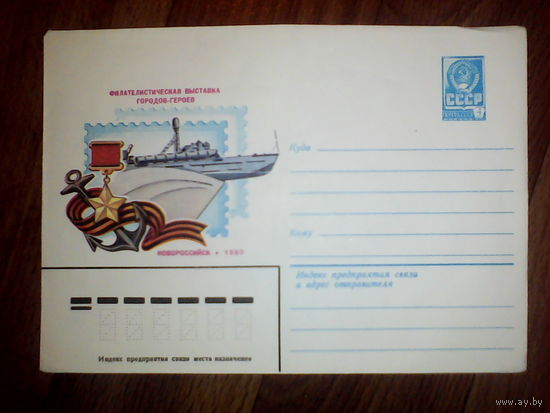 ФИЛАТЕЛИСТИЧЕСКАЯ ВЫСТАВКА
ГОРОДОВ-ГЕРОЕВ
СССР
4
Куда
Кому
НОВОРОССИЙСК • 1980
Индекс предприятия связи
и адрес отправителя
Индекс предприятия связи места назначения
www.ay.by